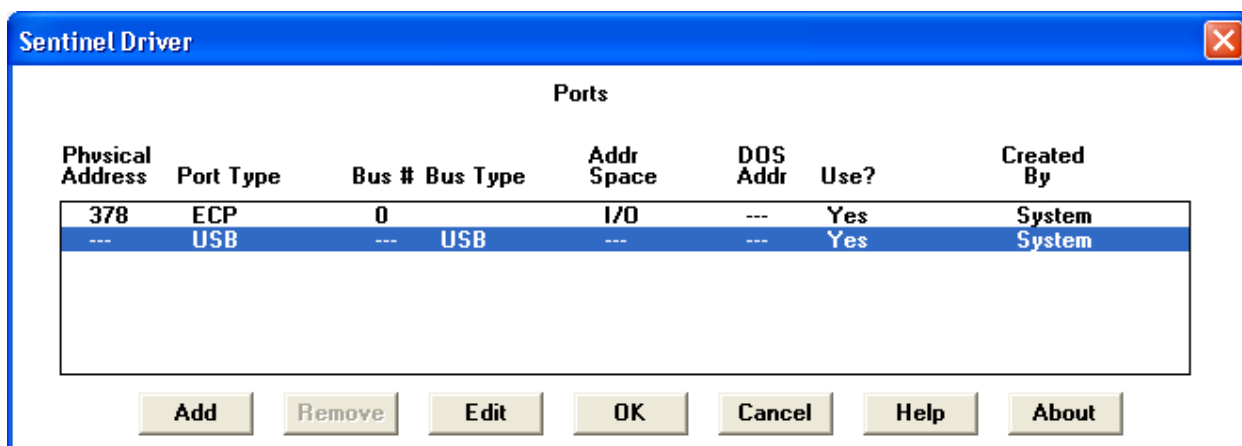 Sentinel Driver
Ports
Physical Address Port Type Bus # Bus Type Addr Space DOS Addr Use? Created By
378 ECP 0 I/O --- Yes System
--- USB --- USB --- --- Yes System
Add Remove Edit OK Cancel Help About